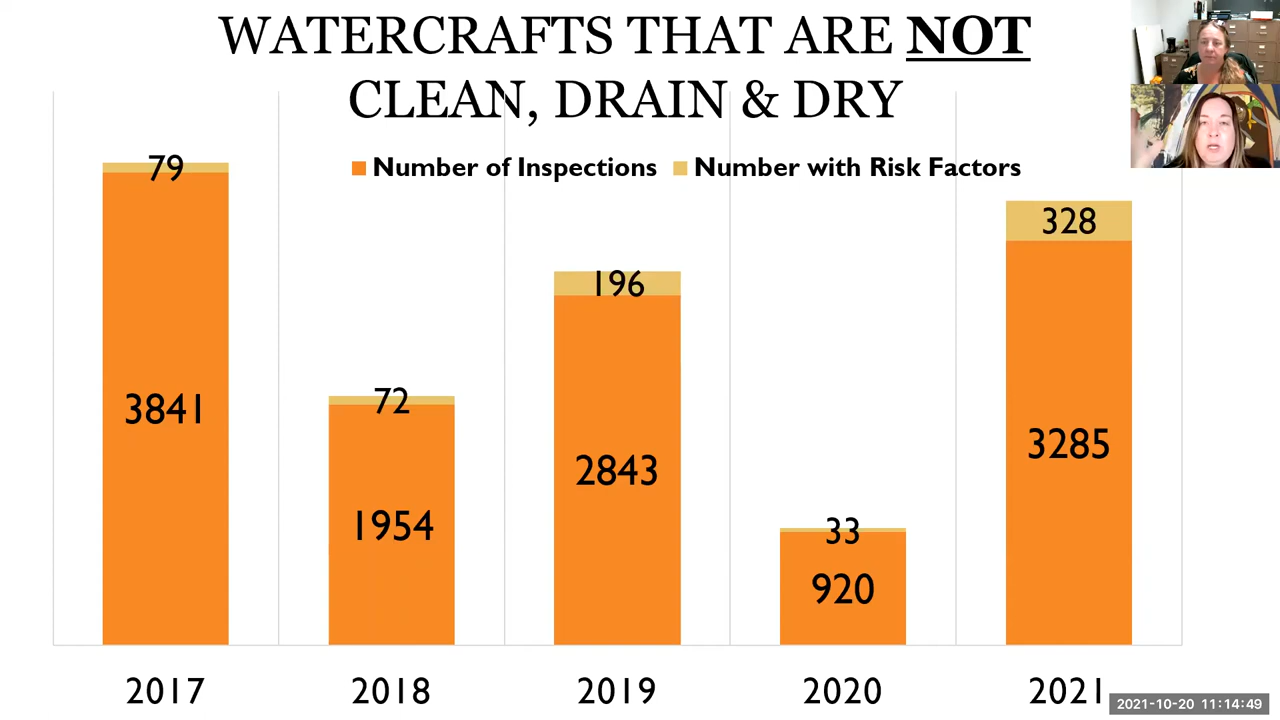 WATERCRAFTS THAT ARE NOT
CLEAN, DRAIN & DRY
Number of Inspections Number with Risk Factors
79
3841
72
1954
196
2843
33
920
328
3285
2017 2018 2019 2020 2021
2021-10-20 11:14:49